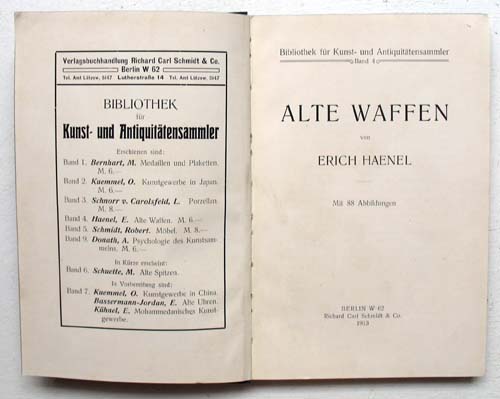 Verlagsbuchhandlung Richard Carl Schmidt & Co.
Berlin W 62
Tel. Amt Lützow. 5147 Lutherstraße 14 Tel. Amt Lützow. 5147
BIBLIOTHEK
für
Kunst- und Antiquitätensammler
Erschienen sind:
Band 1. Bernhart, M. Medaillen und Plaketten.
M. 6.—
Band 2. Kuemmel, O. Kunstgewerbe in Japan.
M. 6.—
Band 3. Schnorr v. Carolsfeld, L. Porzellan.
M. 8.—
Band 4. Haenel, E. Alte Waffen. M. 6.—
Band 5. Schmidt, Robert. Möbel. M. 8.—
Band 9. Donath, A. Psychologie des Kunstsam-
melns. M. 6.—
In Kürze erscheint:
Band 6. Schuette, M. Alte Spitzen.
In Vorbereitung sind:
Band 7. Kuemmel, O. Kunstgewerbe in China.
Bassermann-Jordan, E. Alte Uhren.
Kühnel, E. Mohammedanisches Kunst-
gewerbe.
Bibliothek für Kunst- und Antiquitätensammler
Band 4
ALTE WAFFEN
von
ERICH HAENEL
Mit 88 Abbildungen
BERLIN W 62
Richard Carl Schmidt & Co.
1913